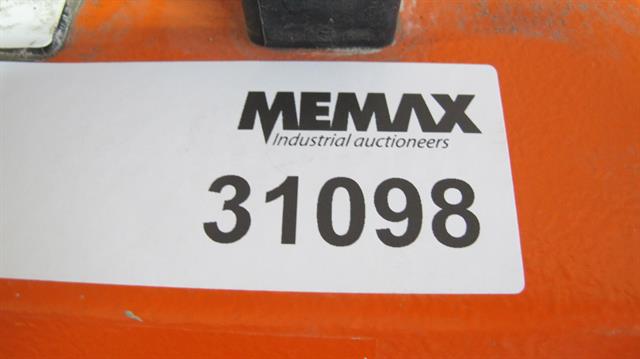 MEMAX
Industrial auctioneers
31098